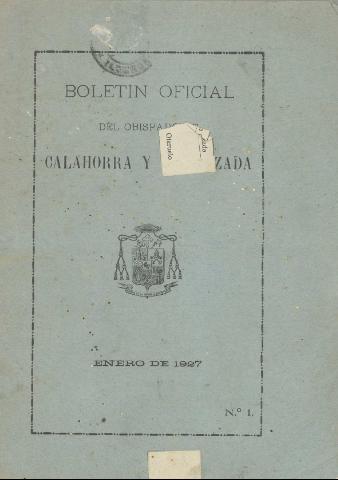 BOLETIN OFICIAL
DEL OBISPAD
CALAHORRA Y ZADA
ENERO DE 1927
N.º 1.